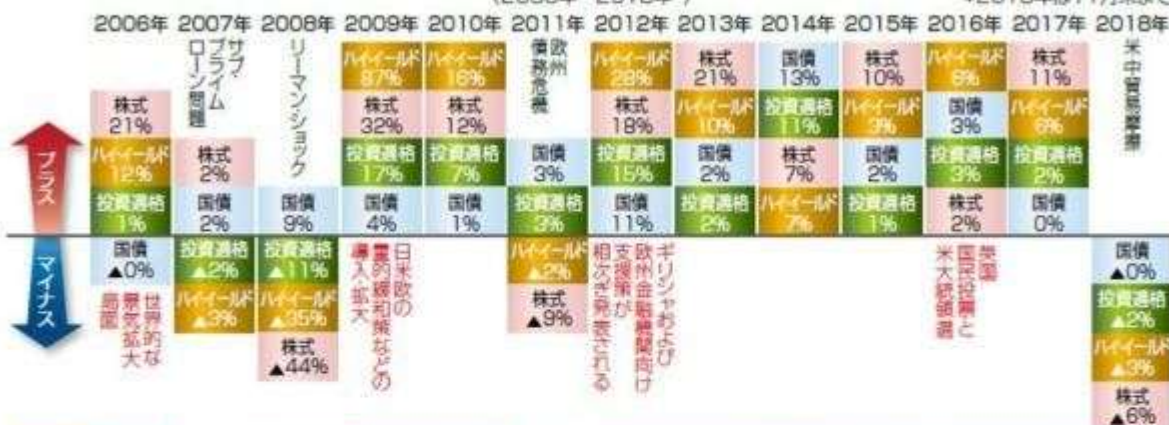 2006年 2007年 2008年 2009年 2010年 2011年 2012年 2013年 2014年 2015年 2016年 2017年 2018年
プラス
マイナス
株式
21%
ハイイールド
12%
投資適格
1%
国債
▲0%
世界的な
景気拡大
局面
サブ・
プライム
ローン問題
株式
2%
国債
2%
投資適格
▲2%
ハイイールド
▲3%
リーマン・ショック
国債
9%
投資適格
▲11%
ハイイールド
▲35%
株式
▲44%
ハイイールド
87%
株式
32%
投資適格
17%
国債
4%
日米欧の
量的緩和策などの
導入・拡大
ハイイールド
16%
株式
12%
投資適格
7%
国債
1%
欧州
債務危機
国債
3%
投資適格
3%
ハイイールド
▲2%
株式
▲9%
ハイイールド
28%
株式
18%
投資適格
15%
国債
11%
ギリシャおよび
欧州金融機関向け
支援策が
相次ぎ発表される
株式
21%
ハイイールド
10%
国債
2%
投資適格
2%
国債
13%
投資適格
11%
株式
7%
ハイイールド
7%
株式
10%
ハイイールド
3%
国債
2%
投資適格
1%
ハイイールド
8%
国債
3%
投資適格
3%
株式
2%
英国
国民投票と
米大統領選
株式
11%
ハイイールド
6%
投資適格
2%
国債
0%
米中貿易摩擦
国債
▲0%
投資適格
▲2%
ハイイールド
▲3%
株式
▲6%